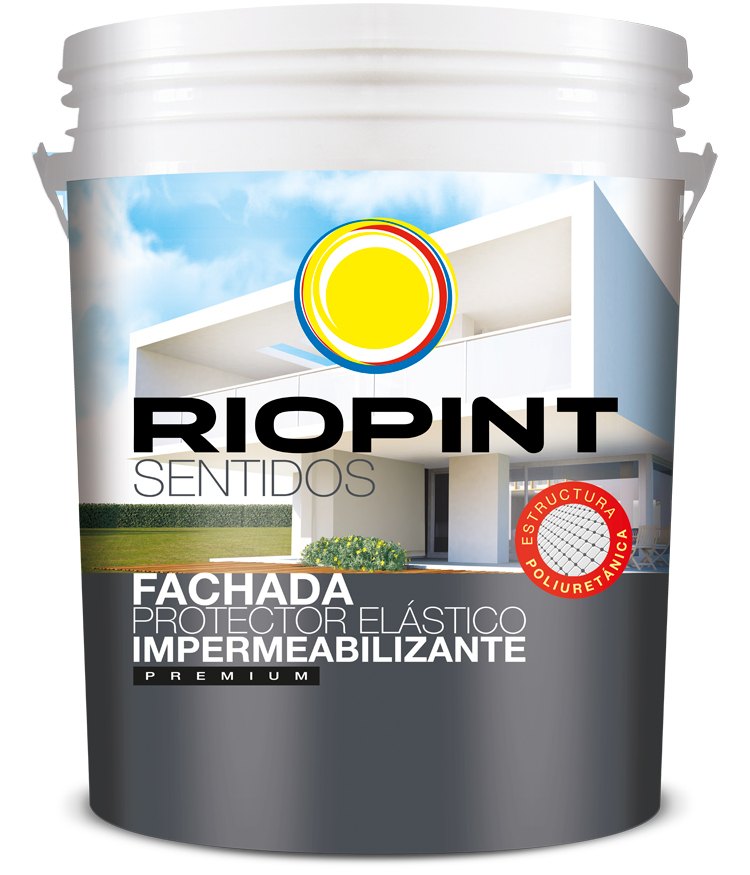 RIOPINT
SENTIDOS
ESTRUCTURA
POLIURETÁNICA
FACHADA
PROTECTOR ELÁSTICO
IMPERMEABILIZANTE
PREMIUM